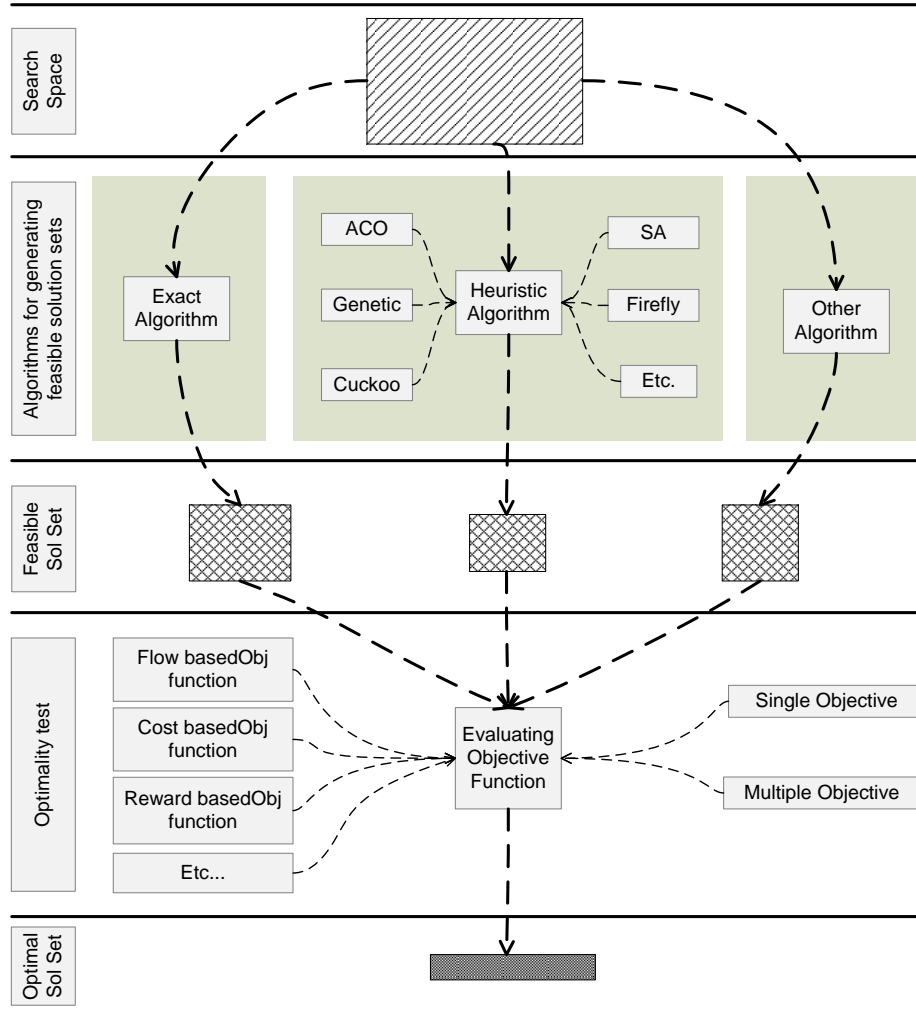 Search
Space
Algorithms for generating
feasible solution sets
ACO
SA
Exact
Algorithm
Genetic
Heuristic
Algorithm
Firefly
Other
Algorithm
Cuckoo
Etc.
Feasible
Sol Set
Optimality test
Flow basedObj
function
Cost basedObj
function
Reward basedObj
function
Etc...
Evaluating
Objective
Function
Single Objective
Multiple Objective
Optimal
Sol Set